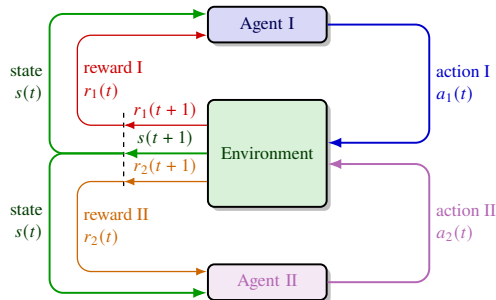 Agent I
state
s(t)
reward I
r₁(t)
action I
a₁(t)
r₁(t+1)
s(t+1)
r₂(t+1)
Environment
state
s(t)
reward II
r₂(t)
action II
a₂(t)
Agent II